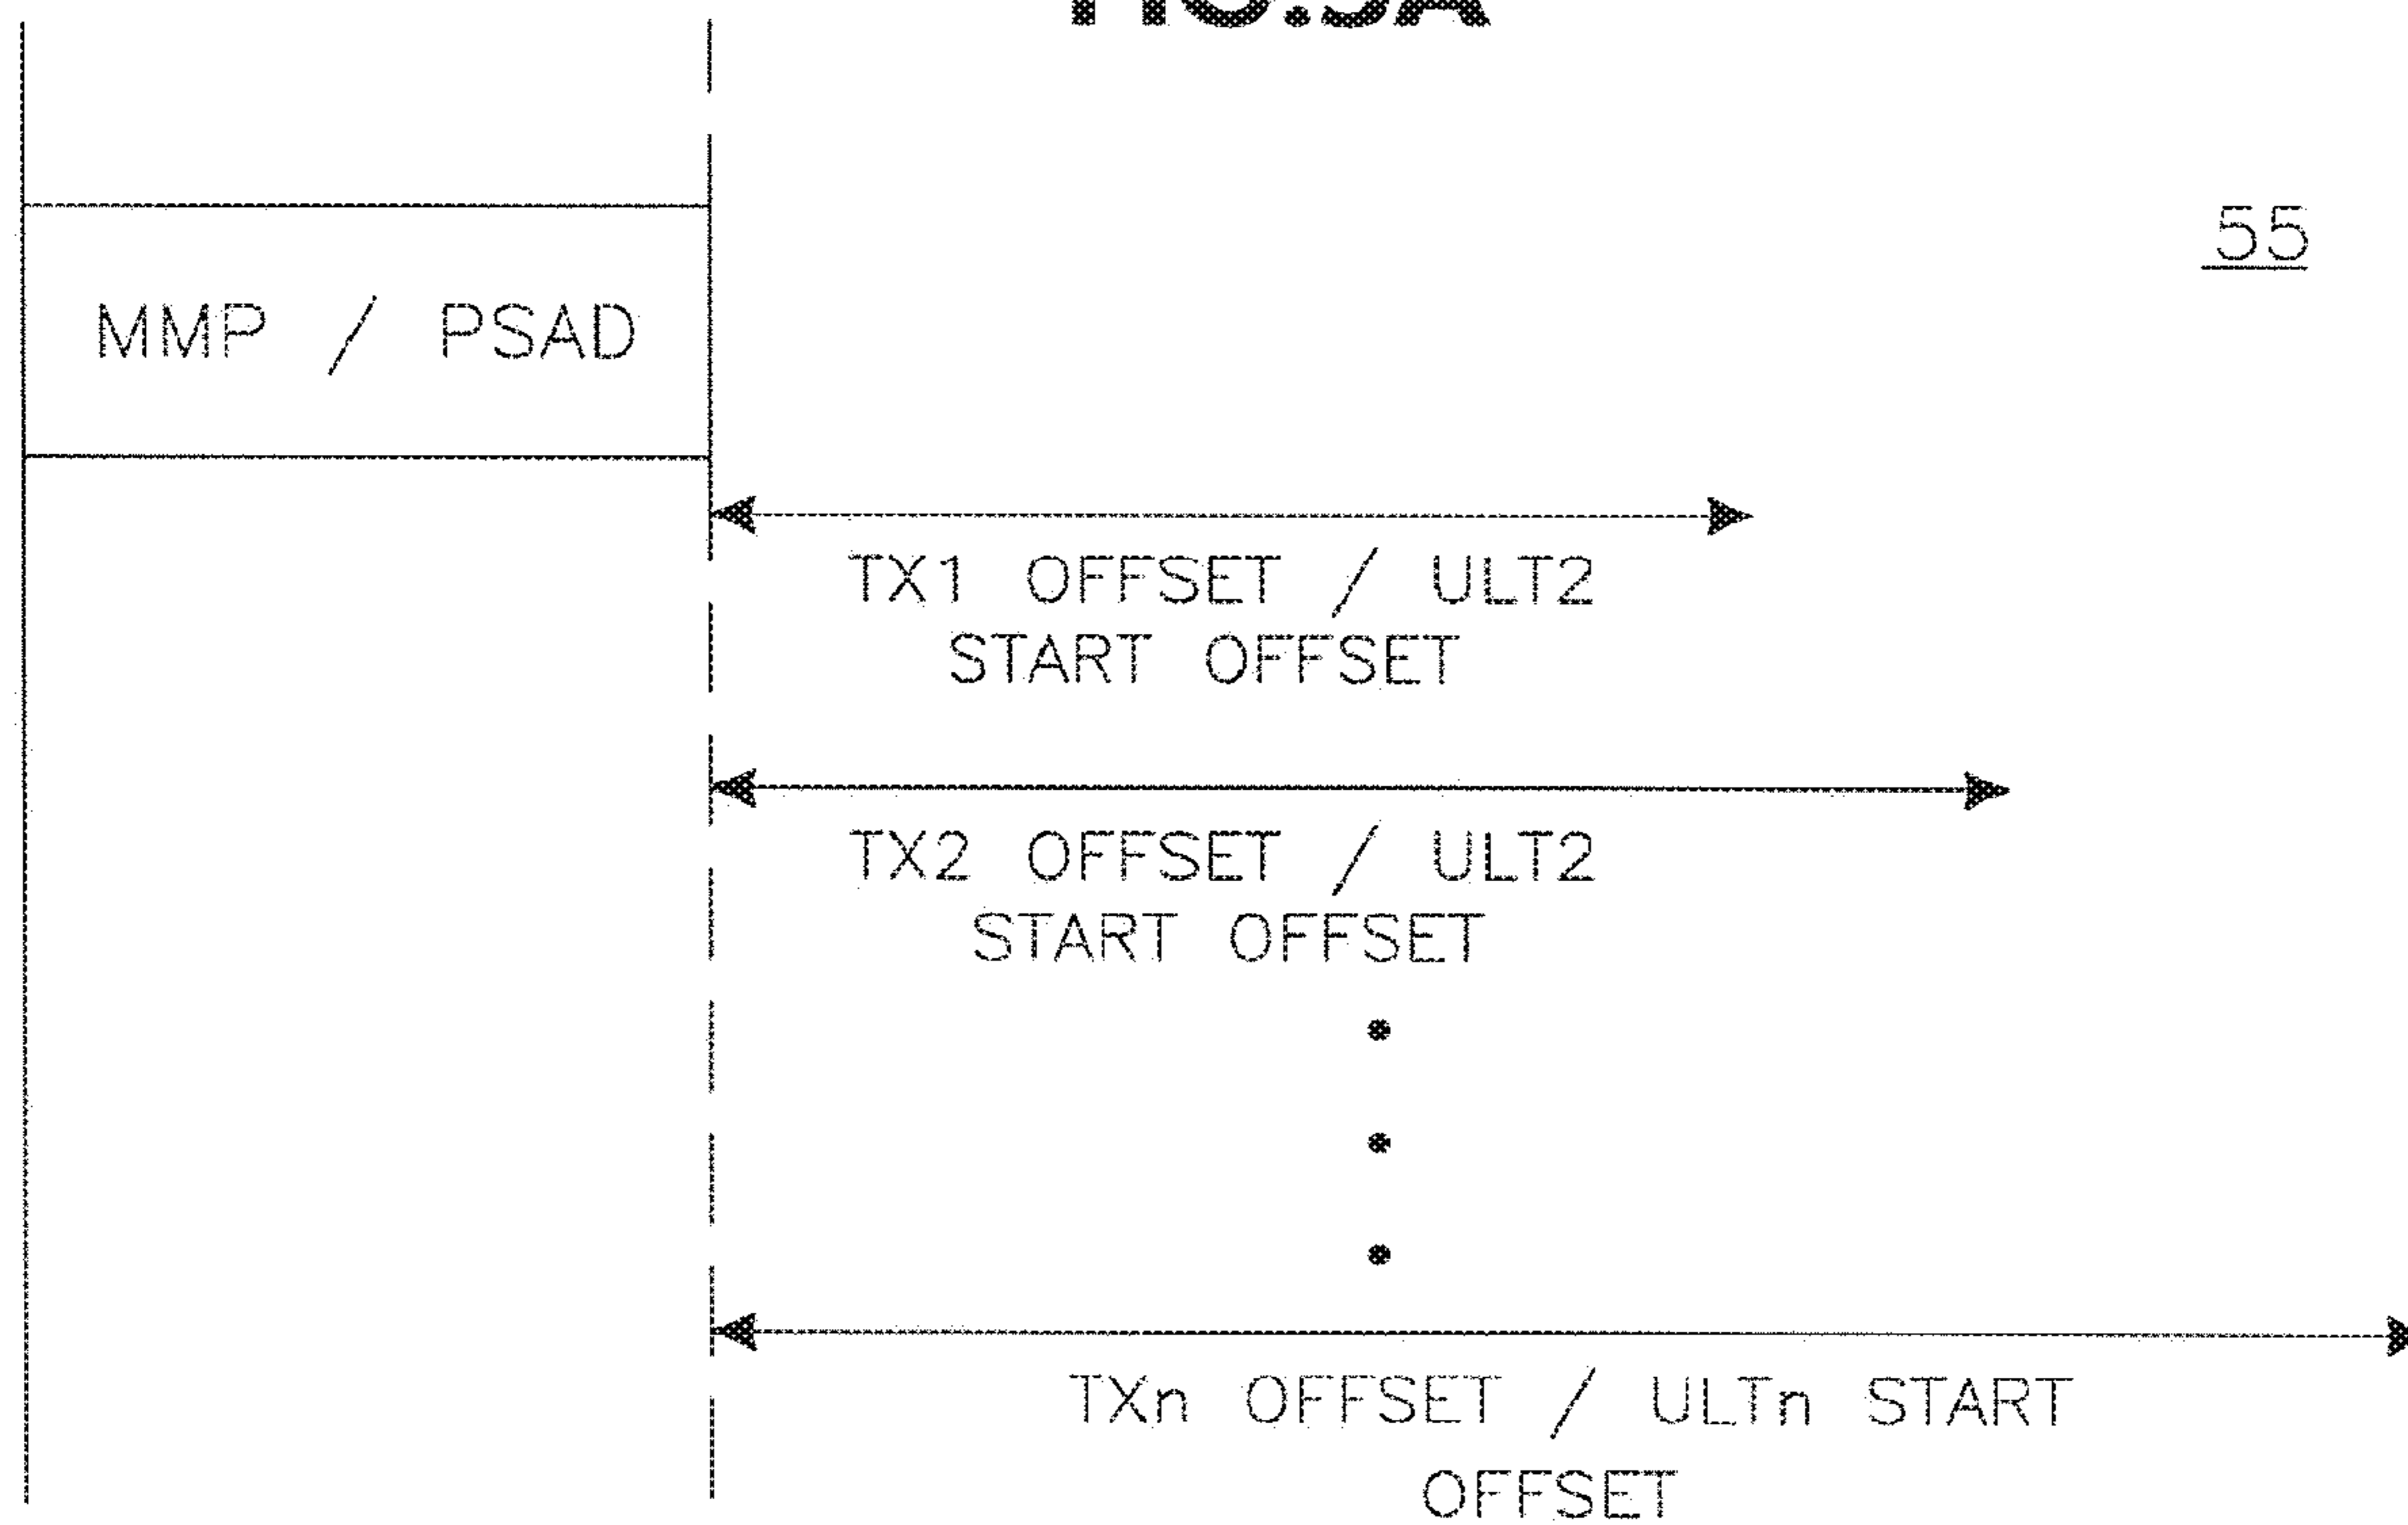 55
MMP / PSAD
TX1 OFFSET / ULT2
START OFFSET
TX2 OFFSET / ULT2
START OFFSET
TXn OFFSET / ULTn START
OFFSET